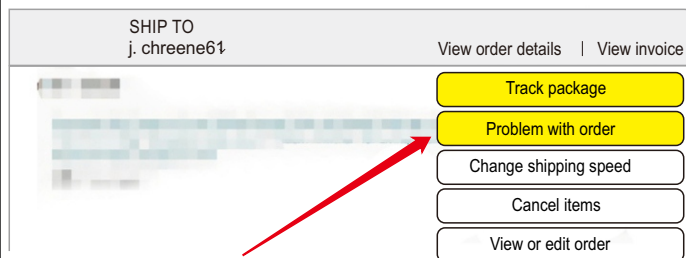 SHIP TO
j. chreene61
View order details | View invoice
Track package
Problem with order
Change shipping speed
Cancel items
View or edit order